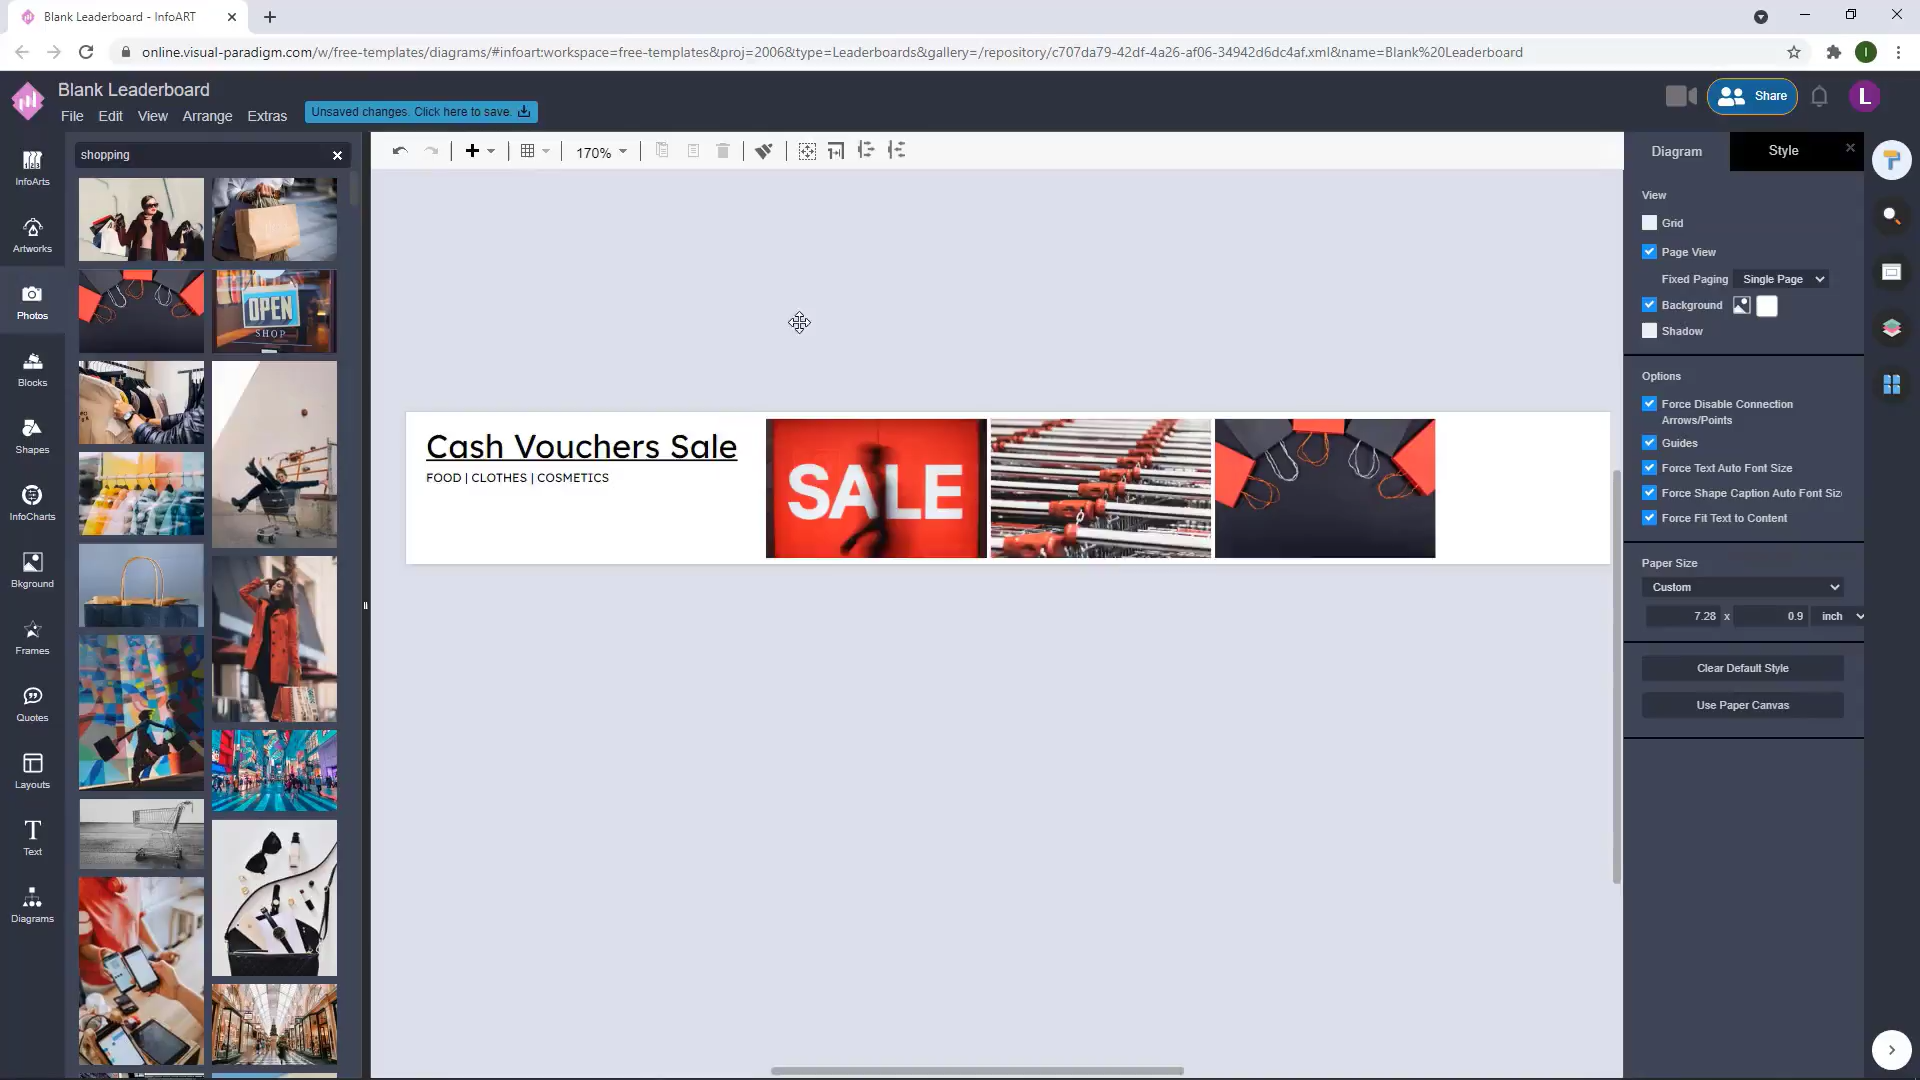 Blank Leaderboard - InfoART
online.visual-paradigm.com/w/free-templates/diagrams/#infoart:workspace=free-templates&proj=2006&type=Leaderboards&gallery=/repository/c707da79-42df-4a26-af06-34942d6dc4af.xml&name=Blank%20Leaderboard
I
Blank Leaderboard
File Edit View Arrange Extras
Unsaved changes. Click here to save.
Share
L
InfoArts
Artworks
Photos
Blocks
Shapes
InfoCharts
Bkground
Frames
Quotes
Layouts
Text
Diagrams
shopping
OPEN
SHOP
170%
Cash Vouchers Sale
FOOD | CLOTHES | COSMETICS
SALE
Diagram
Style
View
Grid
Page View
Fixed Paging Single Page
Background
Shadow
Options
Force Disable Connection
Arrows/Points
Guides
Force Text Auto Font Size
Force Shape Caption Auto Font Siz
Force Fit Text to Content
Paper Size
Custom
7.28 x 0.9 inch
Clear Default Style
Use Paper Canvas